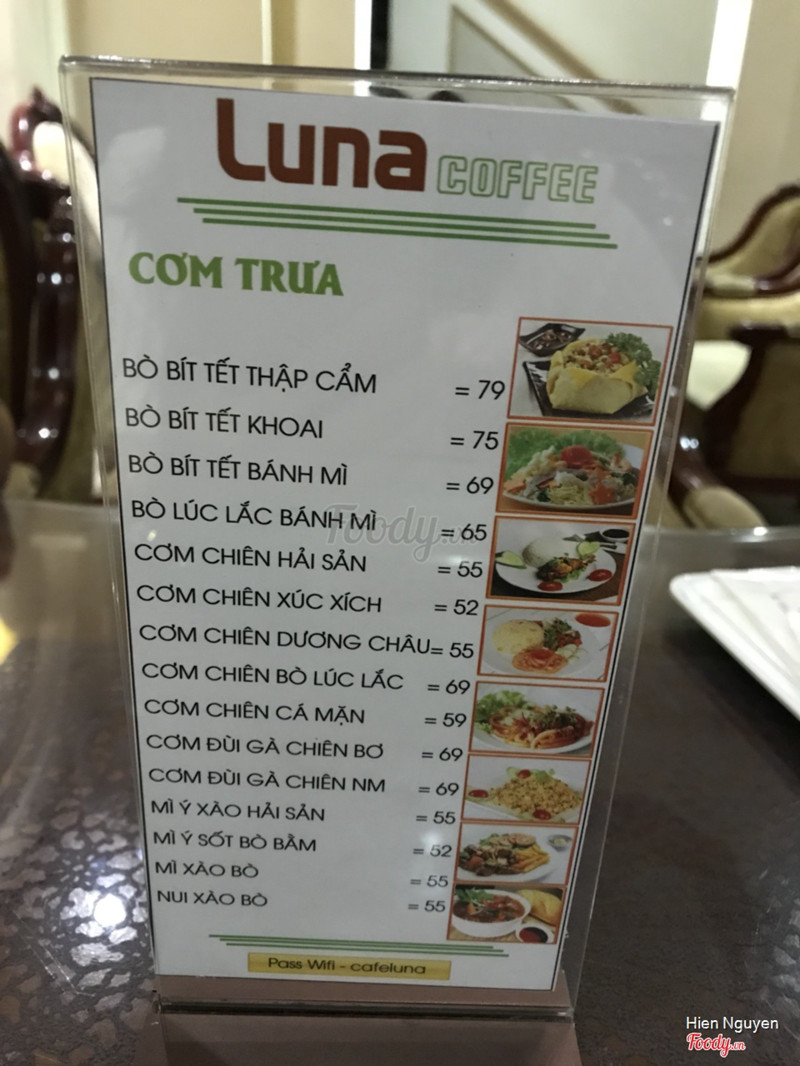 Luna COFFEE
CƠM TRƯA
BÒ BÍT TẾT THẬP CẨM = 79
BÒ BÍT TẾT KHOAI = 75
BÒ BÍT TẾT BÁNH MÌ = 69
BÒ LÚC LẮC BÁNH MÌ = 65
CƠM CHIÊN HẢI SẢN = 55
CƠM CHIÊN XÚC XÍCH = 52
CƠM CHIÊN DƯƠNG CHÂU= 55
CƠM CHIÊN BÒ LÚC LẮC = 69
CƠM CHIÊN CÁ MẶN = 59
CƠM ĐÙI GÀ CHIÊN BƠ = 69
CƠM ĐÙI GÀ CHIÊN NM = 69
MÌ Ý XÀO HẢI SẢN = 55
MÌ Ý SỐT BÒ BẰM = 52
MÌ XÀO BÒ = 55
NUI XÀO BÒ = 55
Pass Wifi - cafeluna
Foody.vn
Hien Nguyen
Foody.vn